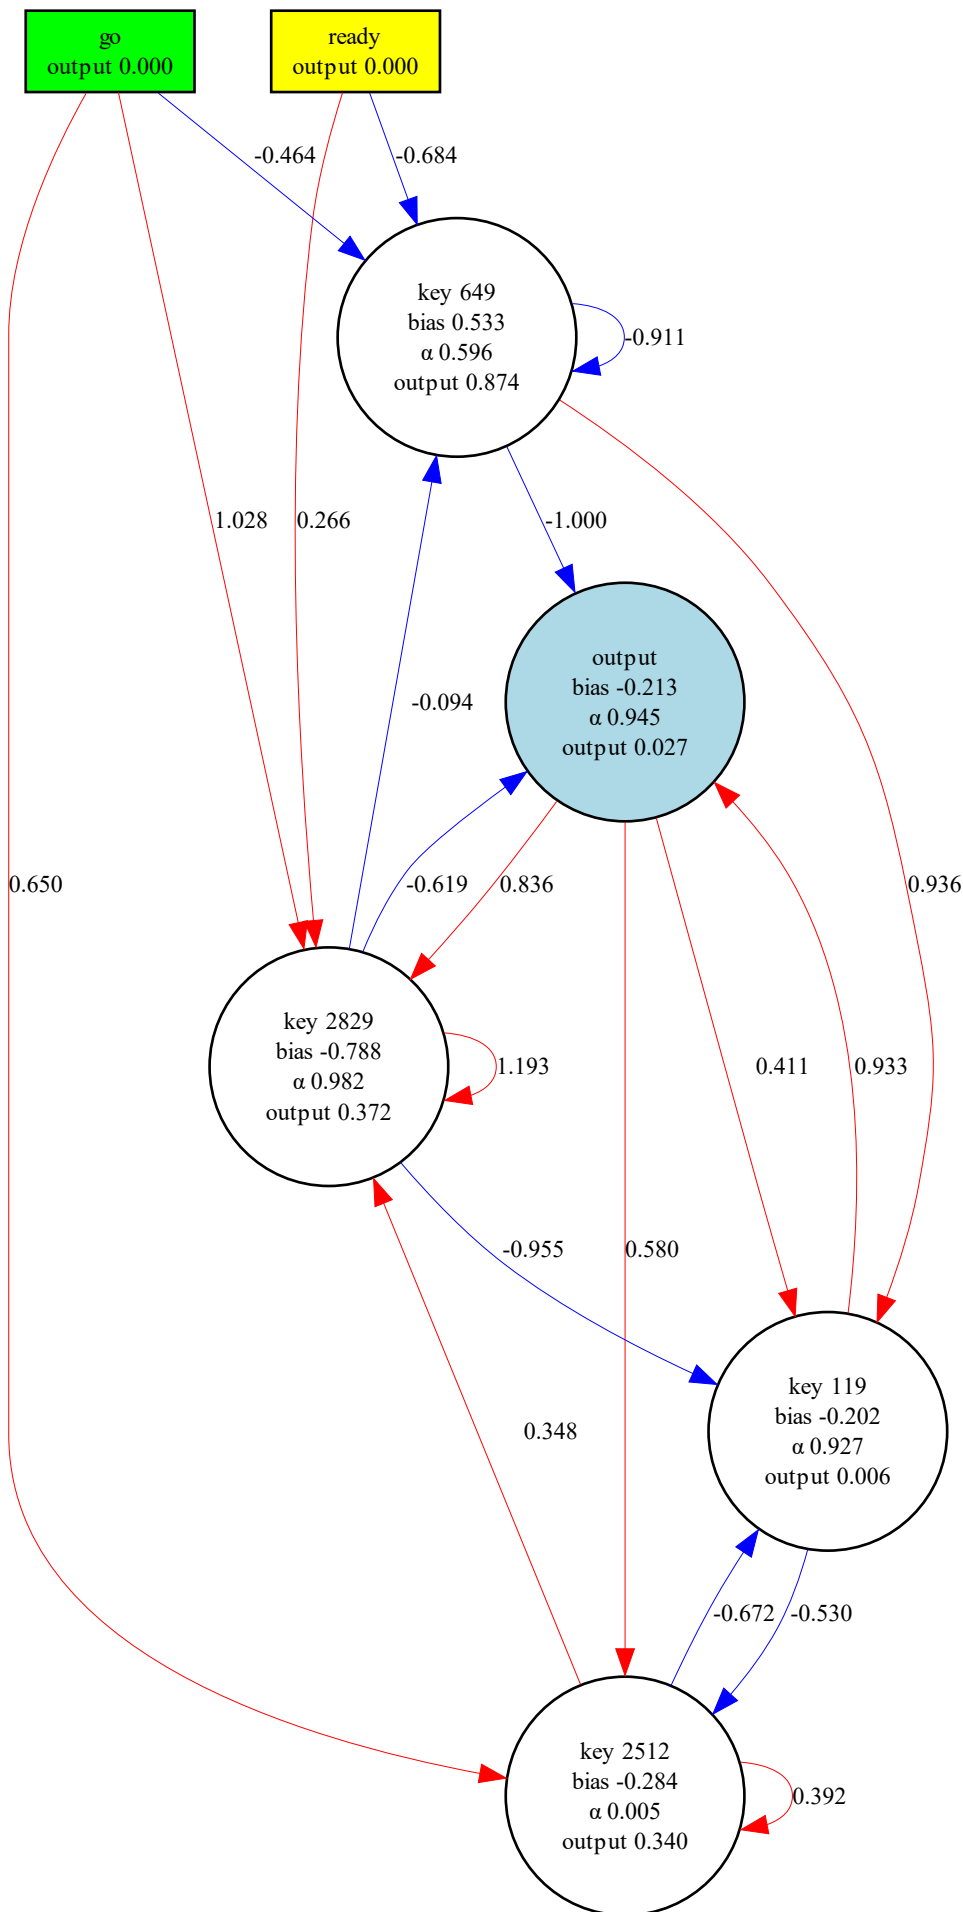 go
output 0.000
ready
output 0.000
-0.464
-0.684
key 649
bias 0.533
α 0.596
output 0.874
-0.911
1.028
0.266
-1.000
output
bias -0.213
α 0.945
output 0.027
-0.094
0.650
-0.619
0.836
0.936
key 2829
bias -0.788
α 0.982
output 0.372
1.193
0.411
0.933
-0.955
0.580
key 119
bias -0.202
α 0.927
output 0.006
0.348
-0.672
-0.530
key 2512
bias -0.284
α 0.005
output 0.340
0.392